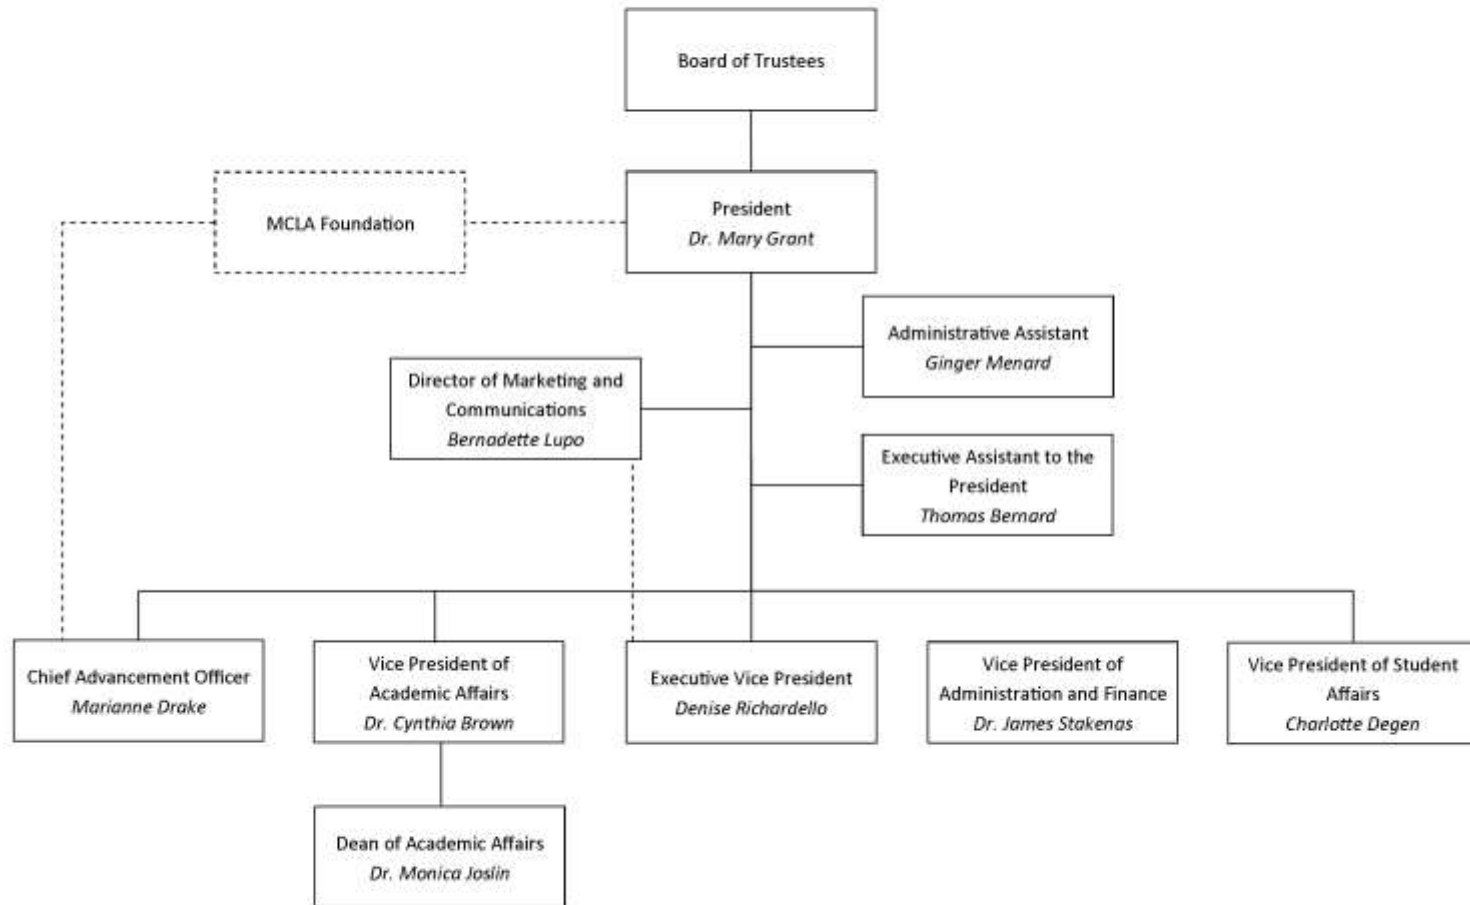 Board of Trustees
MCLA Foundation
President
Dr. Mary Grant
Administrative Assistant
Ginger Menard
Director of Marketing and
Communications
Bernadette Lupo
Executive Assistant to the
President
Thomas Bernard
Chief Advancement Officer
Marianne Drake
Vice President of
Academic Affairs
Dr. Cynthia Brown
Executive Vice President
Denise Richardello
Vice President of
Administration and Finance
Dr. James Stakenas
Vice President of Student
Affairs
Charlotte Degen
Dean of Academic Affairs
Dr. Monica Joslin